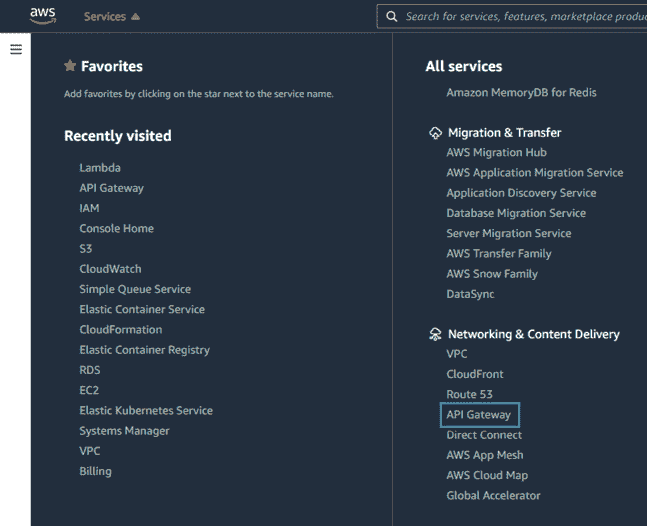 aws
Services
Search for services, features, marketplace produc
Favorites
Add favorites by clicking on the star next to the service name.
Recently visited
Lambda
API Gateway
IAM
Console Home
S3
CloudWatch
Simple Queue Service
Elastic Container Service
CloudFormation
Elastic Container Registry
RDS
EC2
Elastic Kubernetes Service
Systems Manager
VPC
Billing
All services
Amazon MemoryDB for Redis
Migration & Transfer
AWS Migration Hub
AWS Application Migration Service
Application Discovery Service
Database Migration Service
Server Migration Service
AWS Transfer Family
AWS Snow Family
DataSync
Networking & Content Delivery
VPC
CloudFront
Route 53
API Gateway
Direct Connect
AWS App Mesh
AWS Cloud Map
Global Accelerator